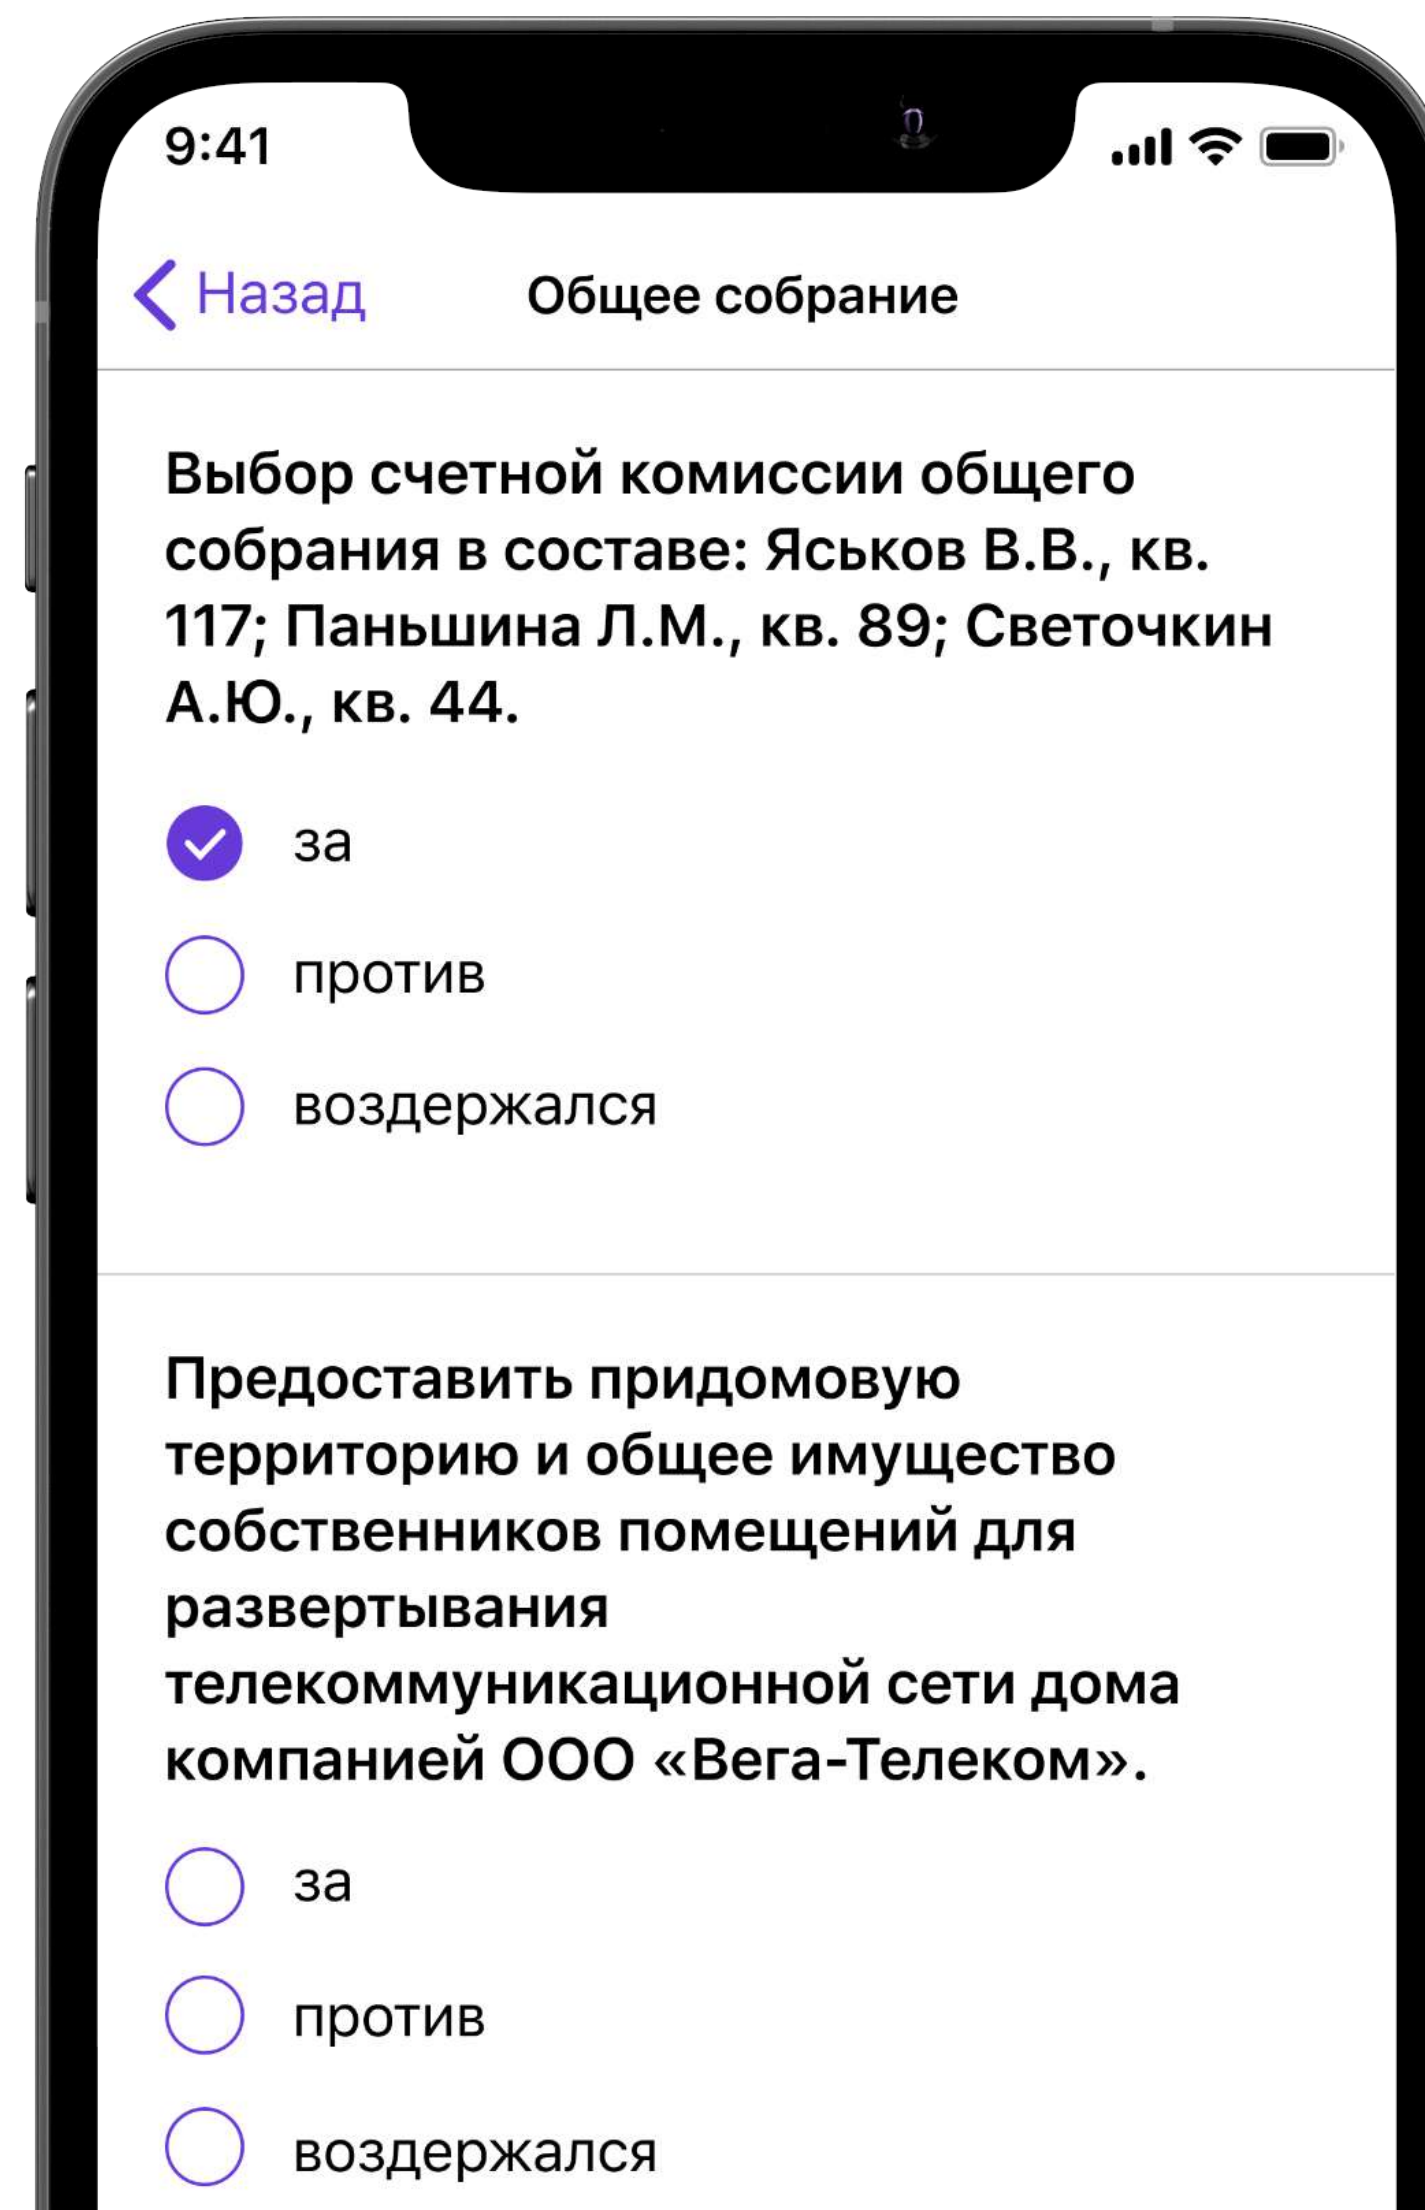 9:41
Назад
Общее собрание
Выбор счетной комиссии общего
собрания в составе: Яськов В.В., кв.
117; Паньшина Л.М., кв. 89; Светочкин
А.Ю., кв. 44.
за
против
воздержался
Предоставить придомовую
территорию и общее имущество
собственников помещений для
развертывания
телекоммуникационной сети дома
компанией ООО «Вега-Телеком».
за
против
воздержался